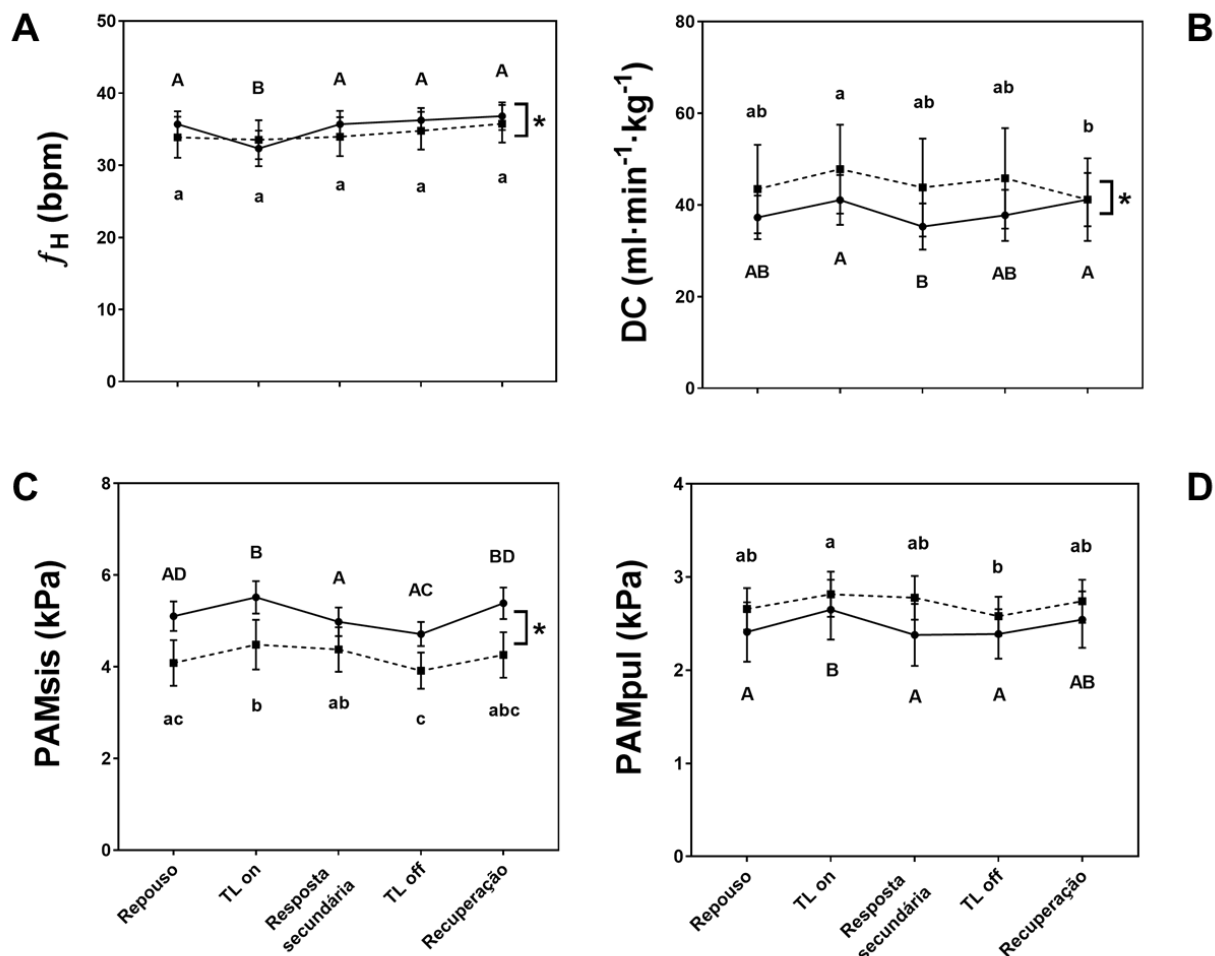 A
50
40
30
20
10
0
fH (bpm)
A B A A A
*
a a a a a
B
80
60
40
20
0
DC (ml·min-1·kg-1)
ab a ab ab b
*
AB A B AB A
C
8
6
4
2
0
PAMsis (kPa)
AD B A AC BD
*
ac b ab c abc
Repouso
TL on
Resposta
secundária
TL off
Recuperação
D
4
3
2
1
0
PAMpul (kPa)
ab a ab b ab
A B A A AB
Repouso
TL on
Resposta
secundária
TL off
Recuperação